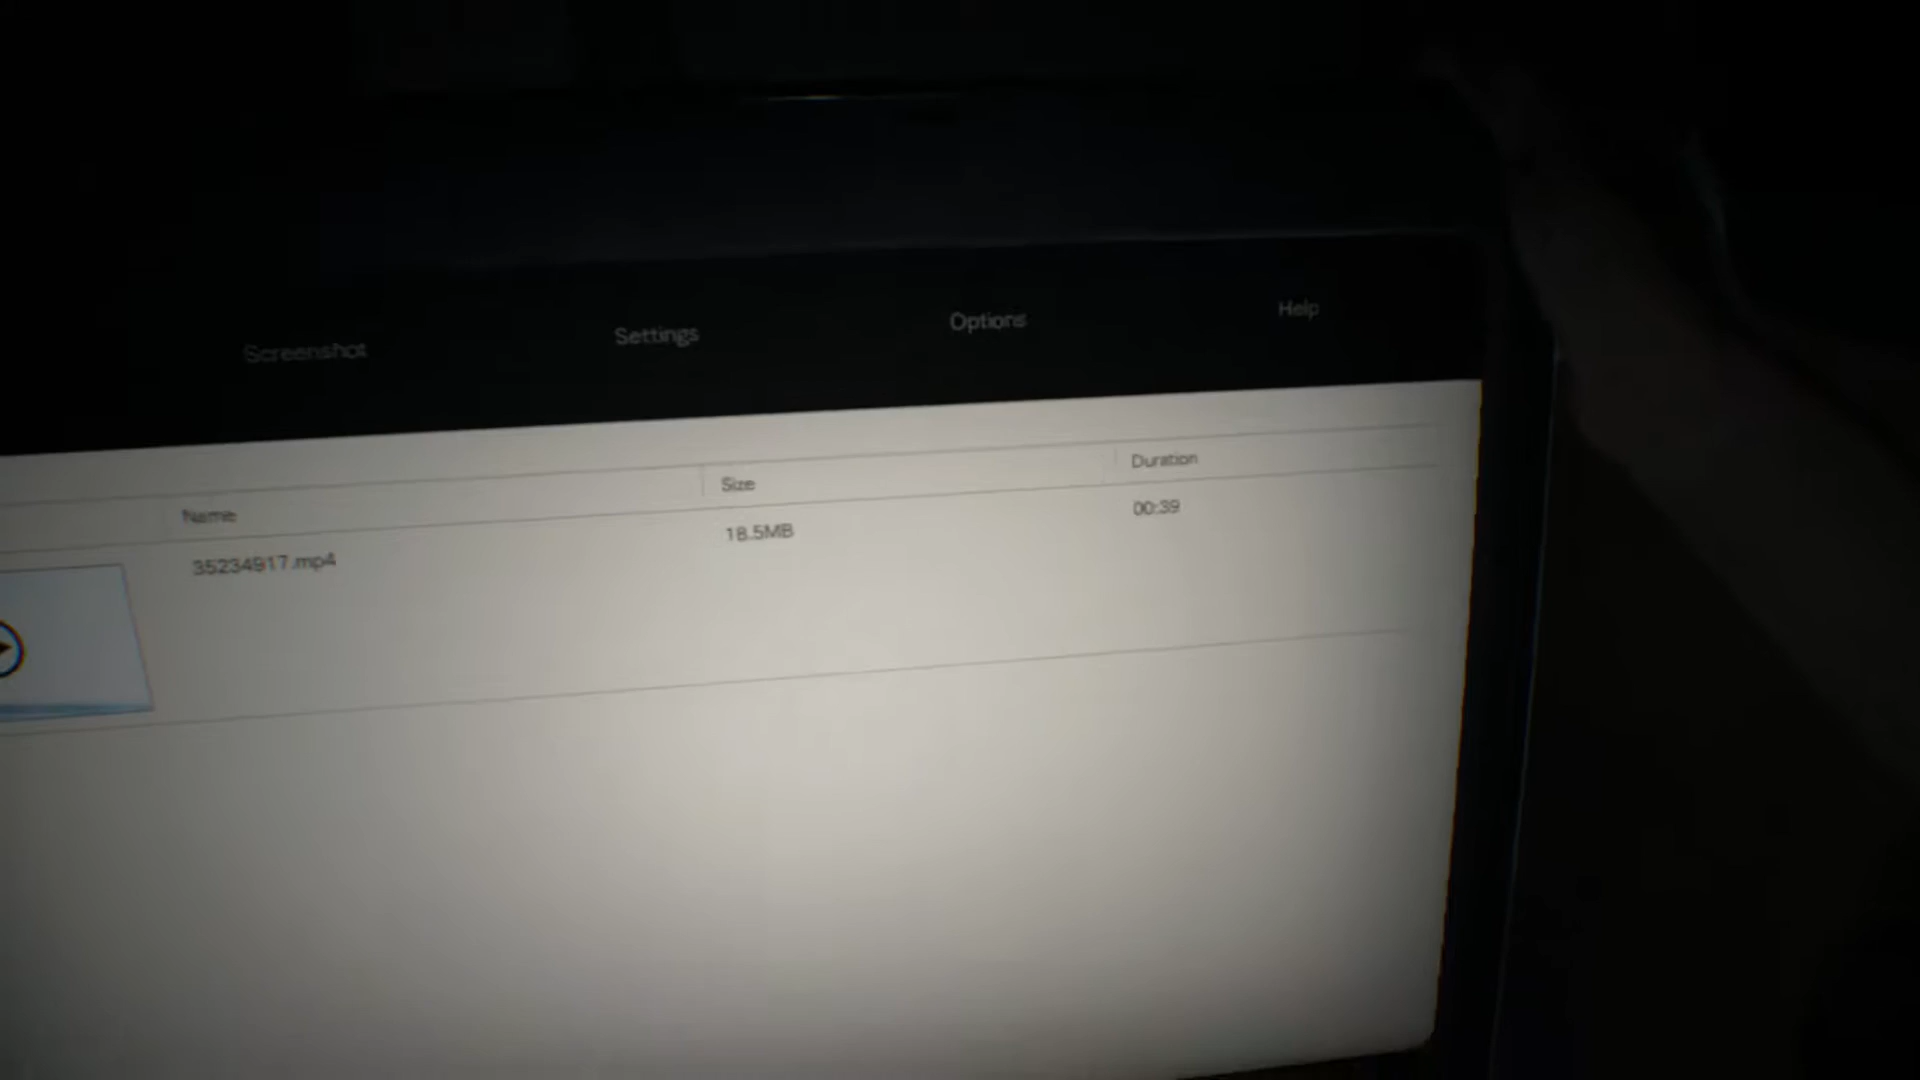 Screenshot Settings Options Help
Name Size Duration
35234917.mp4 18.5MB 00:39